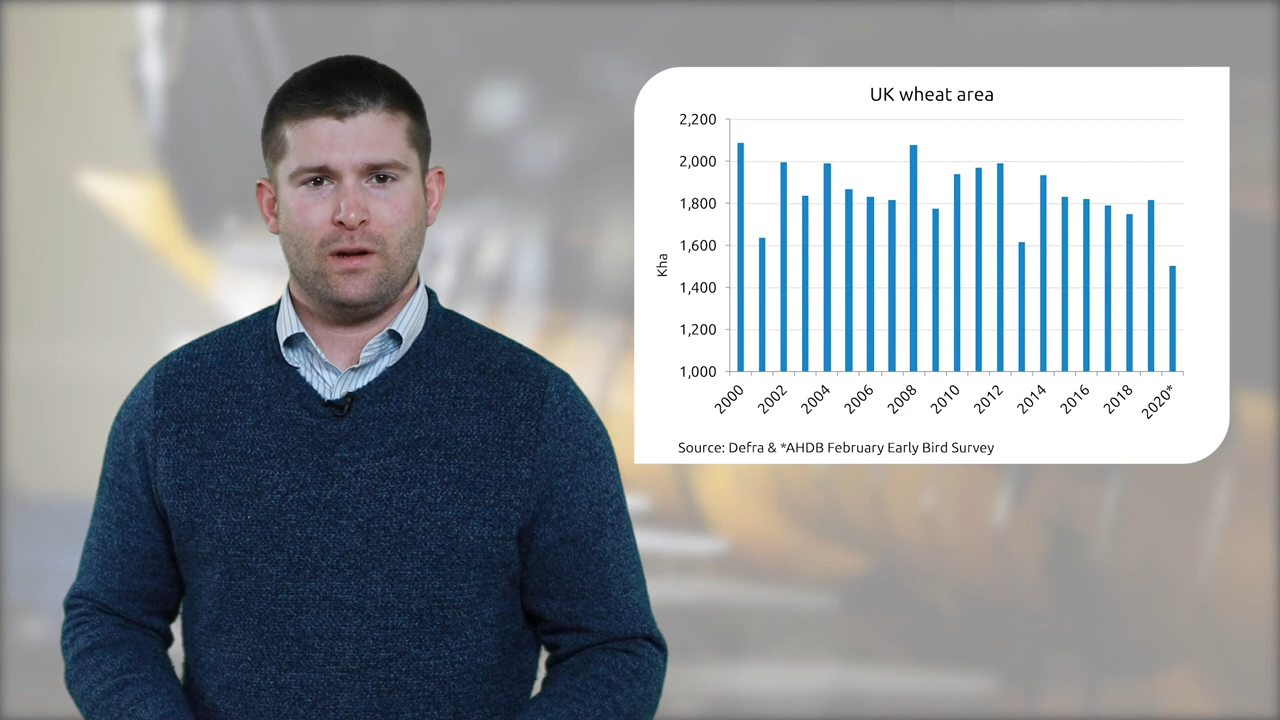 UK wheat area
2,200
2,000
1,800
1,600
1,400
1,200
1,000
Kha
2000 2002 2004 2006 2008 2010 2012 2014 2016 2018 2020*
Source: Defra & *AHDB February Early Bird Survey